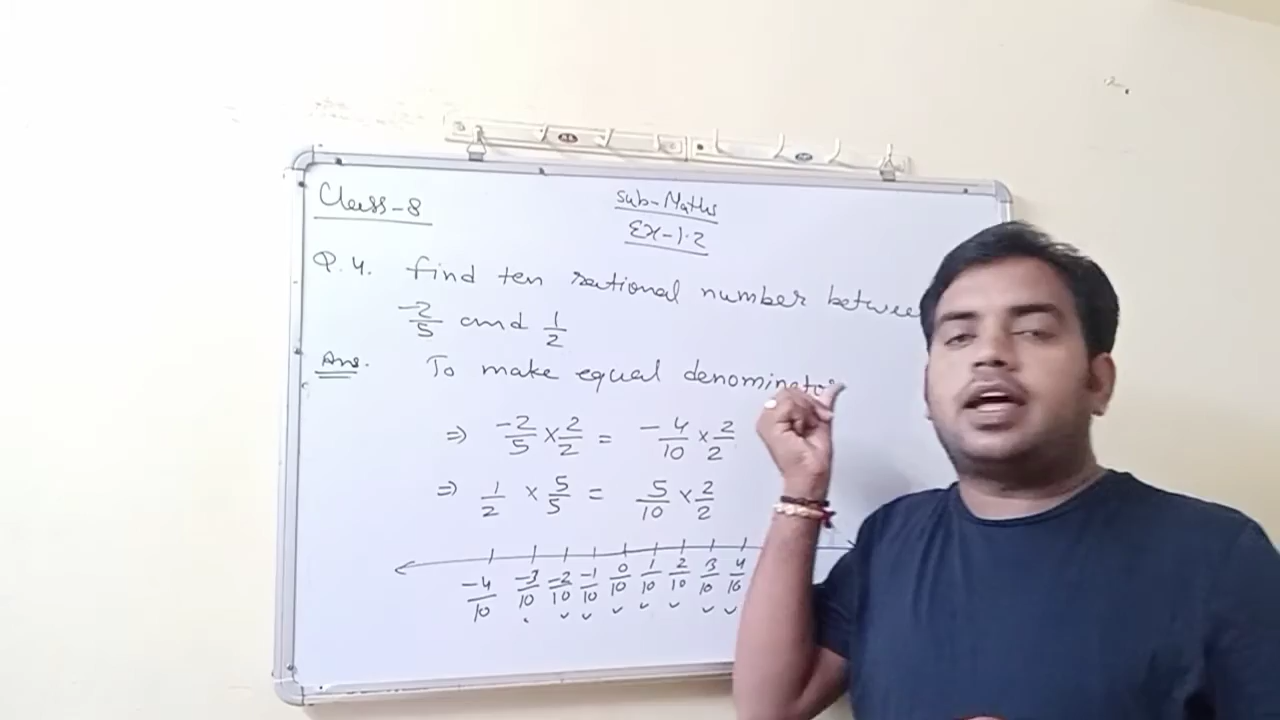 Class-8
Sub-Maths
Ex-1.2
Q.4. find ten rational number between
-2/5 and 1/2
Ans. To make equal denominator
⇒ -2/5 × 2/2 = -4/10 × 2/2
⇒ 1/2 × 5/5 = 5/10 × 2/2
-4/10 -3/10 -2/10 -1/10 0/10 1/10 2/10 3/10 4/10